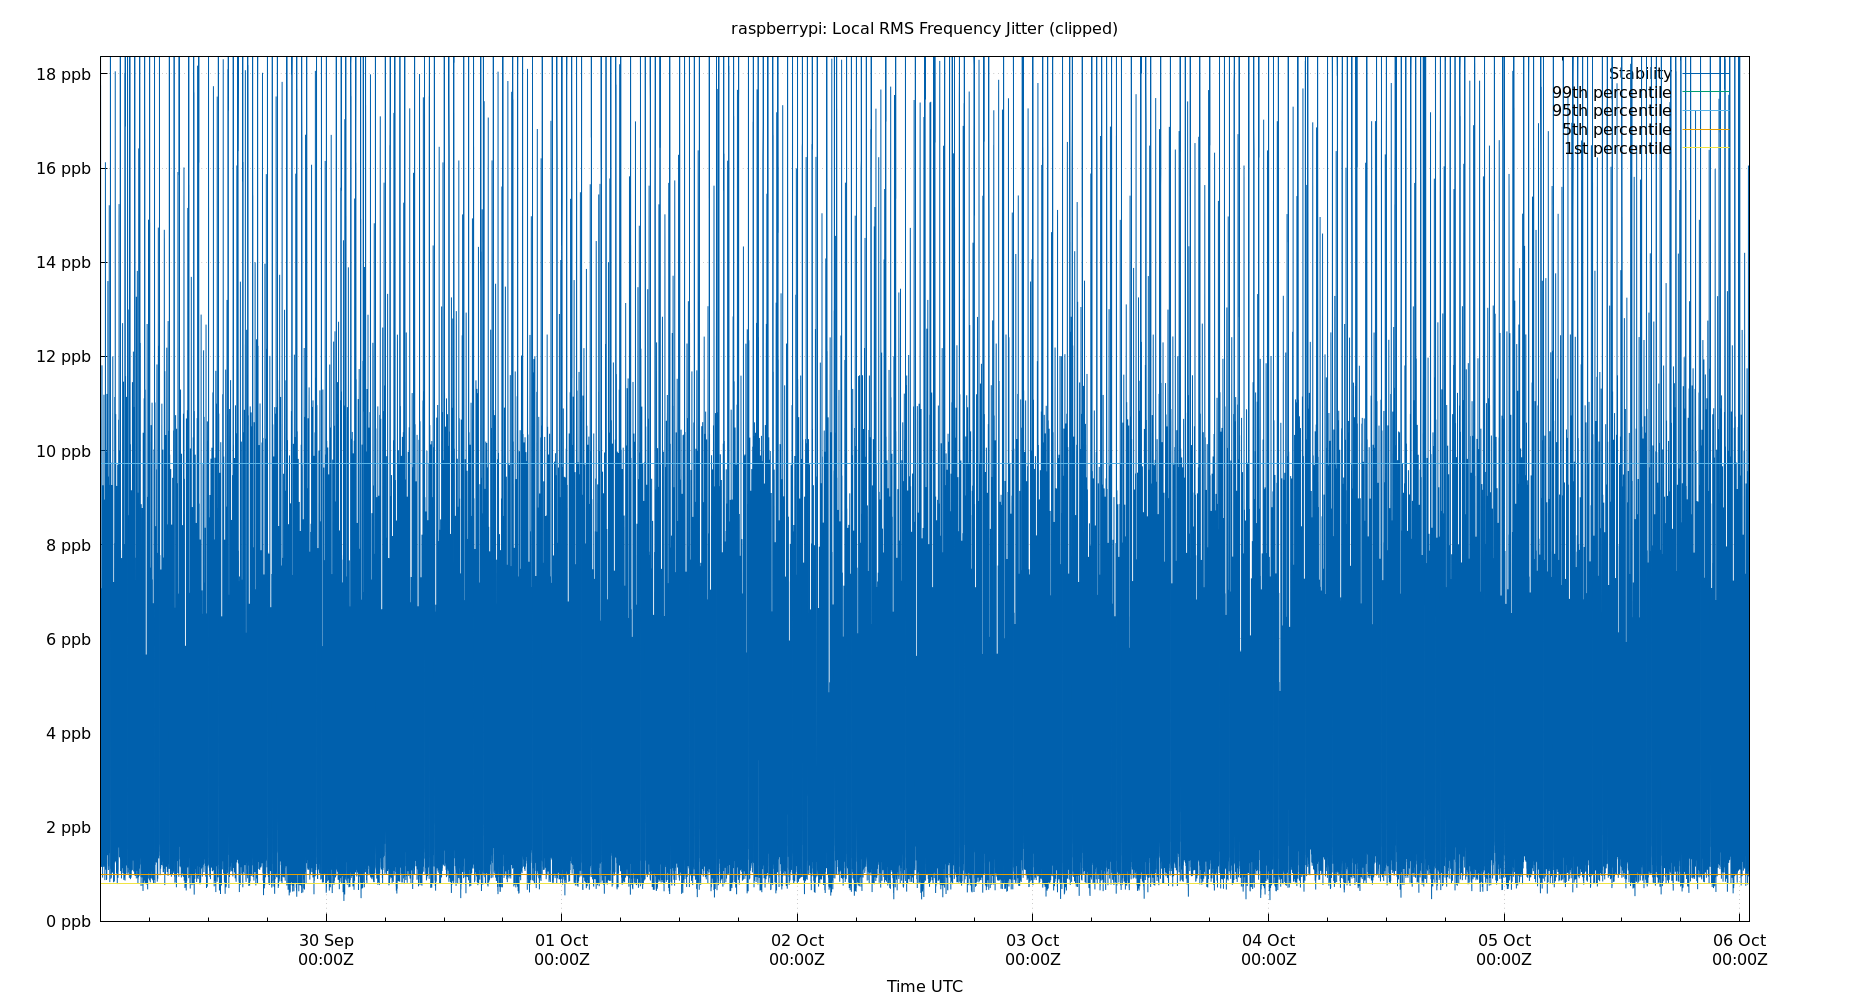 raspberrypi: Local RMS Frequency Jitter (clipped)
18 ppb
16 ppb
14 ppb
12 ppb
10 ppb
8 ppb
6 ppb
4 ppb
2 ppb
0 ppb
Stability
99th percentile
95th percentile
5th percentile
1st percentile
30 Sep
00:00Z
01 Oct
00:00Z
02 Oct
00:00Z
03 Oct
00:00Z
04 Oct
00:00Z
05 Oct
00:00Z
06 Oct
00:00Z
Time UTC